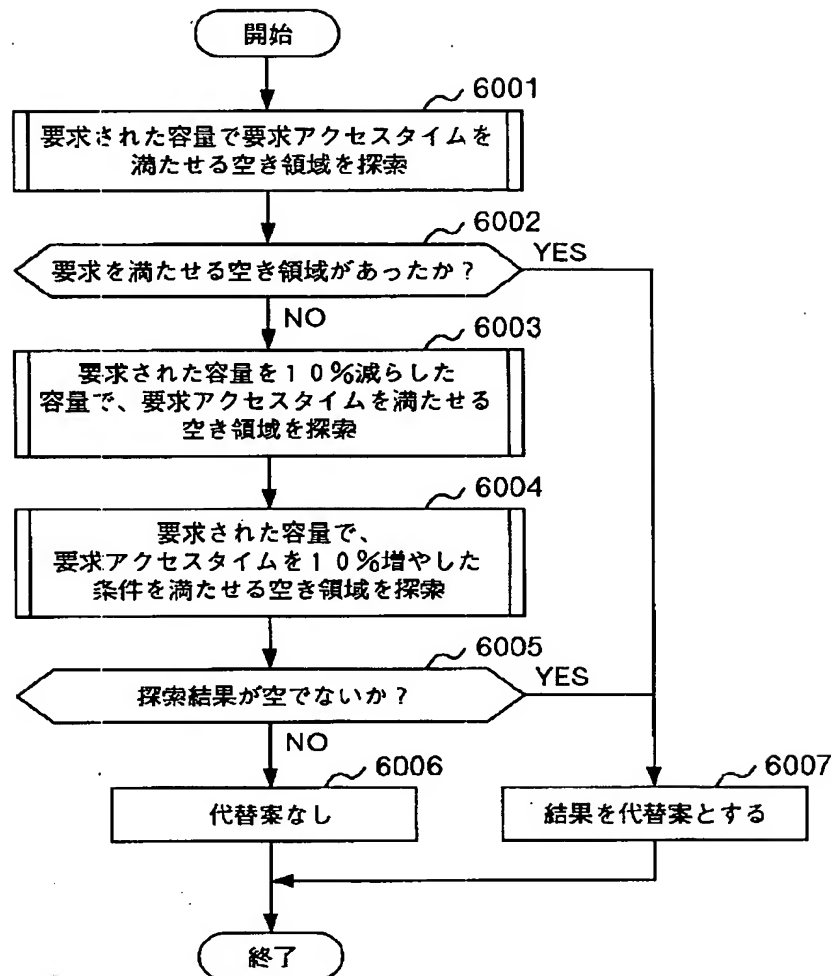 開始
6001
要求された容量で要求アクセスタイムを
満たせる空き領域を探索
6002
要求を満たせる空き領域があったか？
YES
NO
6003
要求された容量を１０％減らした
容量で、要求アクセスタイムを満たせる
空き領域を探索
6004
要求された容量で、
要求アクセスタイムを１０％増やした
条件を満たせる空き領域を探索
6005
探索結果が空でないか？
YES
NO
6006
代替案なし
6007
結果を代替案とする
終了